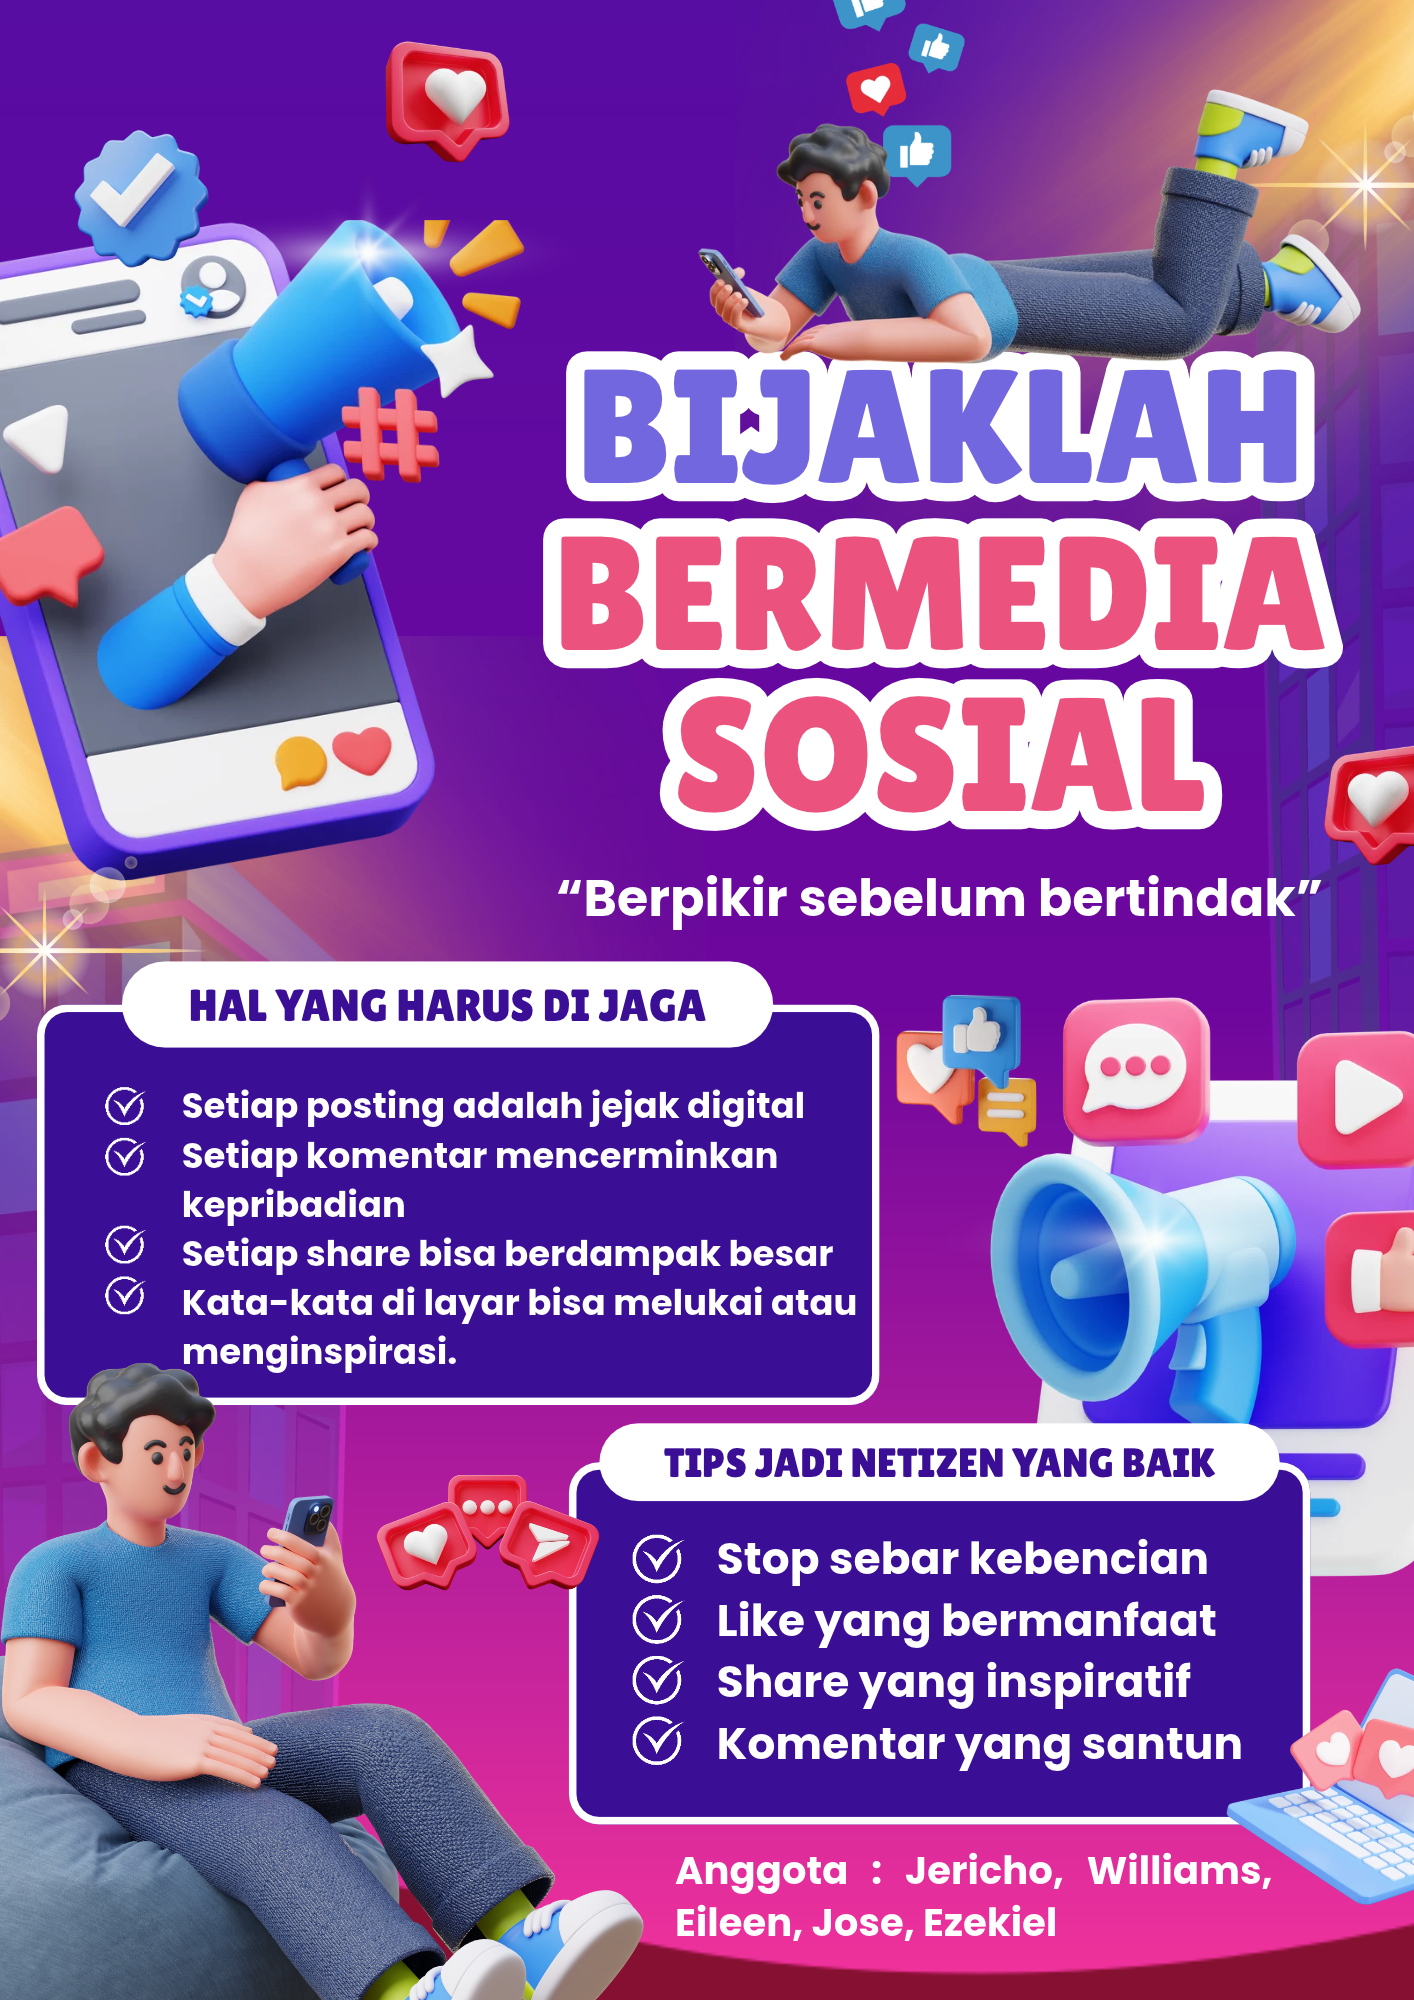 BIJAKLAH
BERMEDIA
SOSIAL
“Berpikir sebelum bertindak”
HAL YANG HARUS DI JAGA
Setiap posting adalah jejak digital
Setiap komentar mencerminkan
kepribadian
Setiap share bisa berdampak besar
Kata-kata di layar bisa melukai atau
menginspirasi.
TIPS JADI NETIZEN YANG BAIK
Stop sebar kebencian
Like yang bermanfaat
Share yang inspiratif
Komentar yang santun
Anggota : Jericho, Williams,
Eileen, Jose, Ezekiel